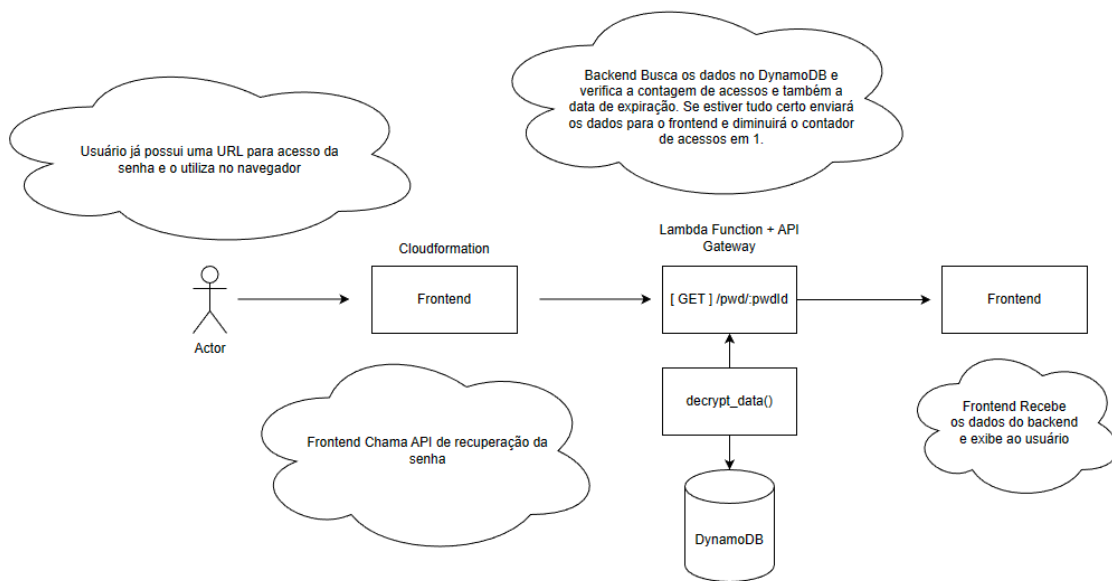 Backend Busca os dados no DynamoDB e
verifica a contagem de acessos e também a
data de expiração. Se estiver tudo certo enviará
os dados para o frontend e diminuirá o contador
de acessos em 1.
Usuário já possui uma URL para acesso da
senha e o utiliza no navegador
Cloudformation
Lambda Function + API
Gateway
Frontend
[ GET ] /pwd/:pwdId
Frontend
Actor
decrypt_data()
Frontend Chama API de recuperação da
senha
Frontend Recebe
os dados do backend
e exibe ao usuário
DynamoDB